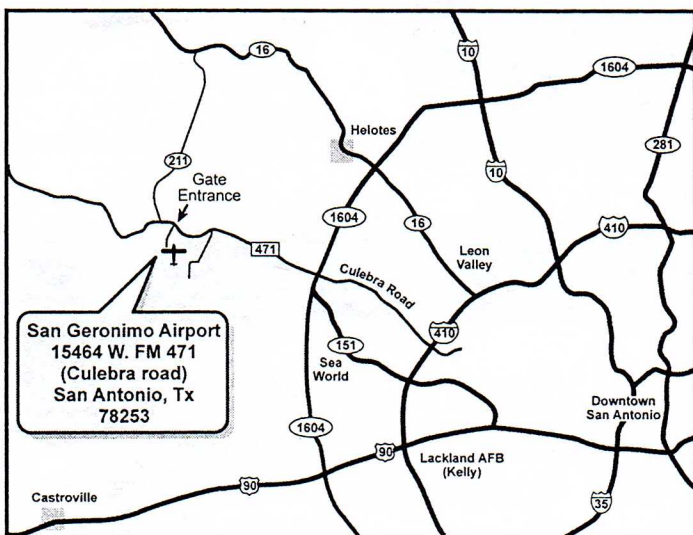 16
10
1604
Helotes
281
211
Gate
Entrance
10
1604
16
410
471
Leon
Valley
Culebra Road
San Geronimo Airport
15464 W. FM 471
(Culebra road)
San Antonio, Tx
78253
410
151
Sea
World
Downtown
San Antonio
1604
90
Lackland AFB
(Kelly)
90
Castroville
35